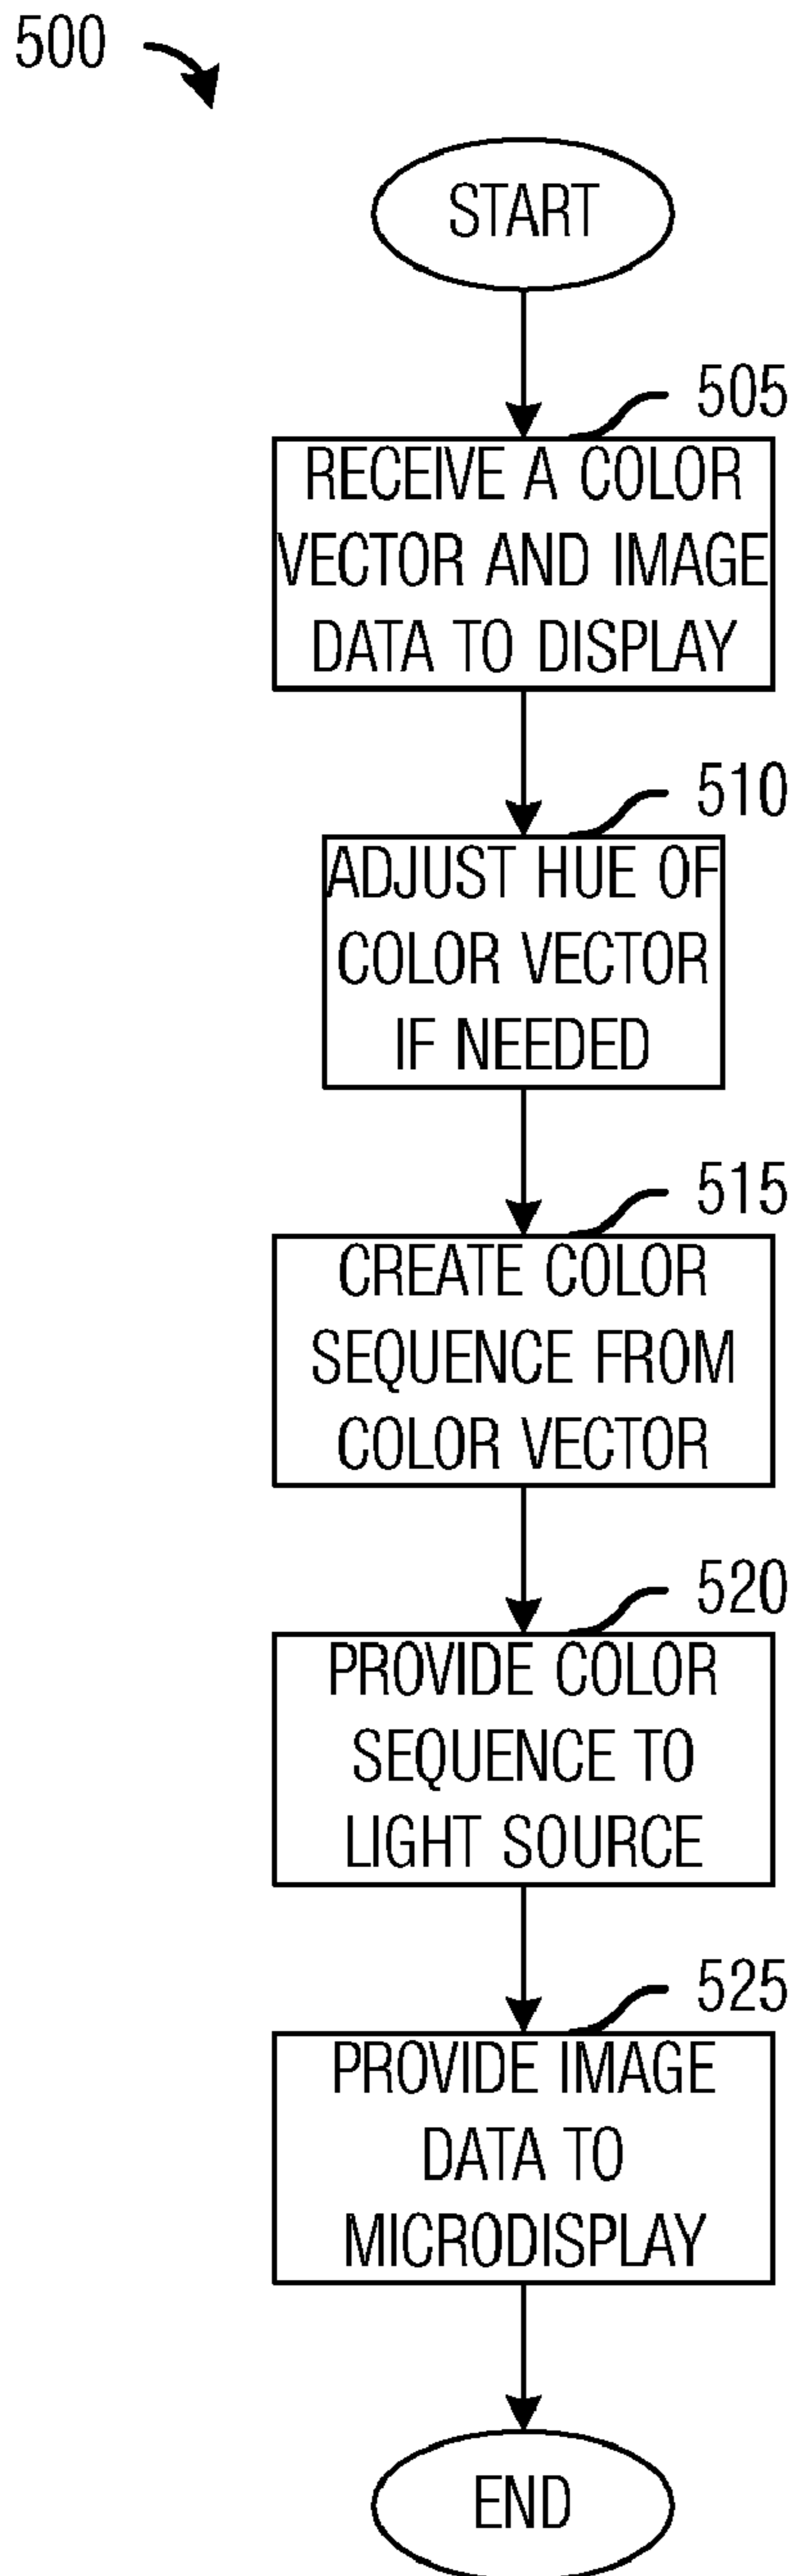 500
START
505
RECEIVE A COLOR
VECTOR AND IMAGE
DATA TO DISPLAY
510
ADJUST HUE OF
COLOR VECTOR
IF NEEDED
515
CREATE COLOR
SEQUENCE FROM
COLOR VECTOR
520
PROVIDE COLOR
SEQUENCE TO
LIGHT SOURCE
525
PROVIDE IMAGE
DATA TO
MICRODISPLAY
END